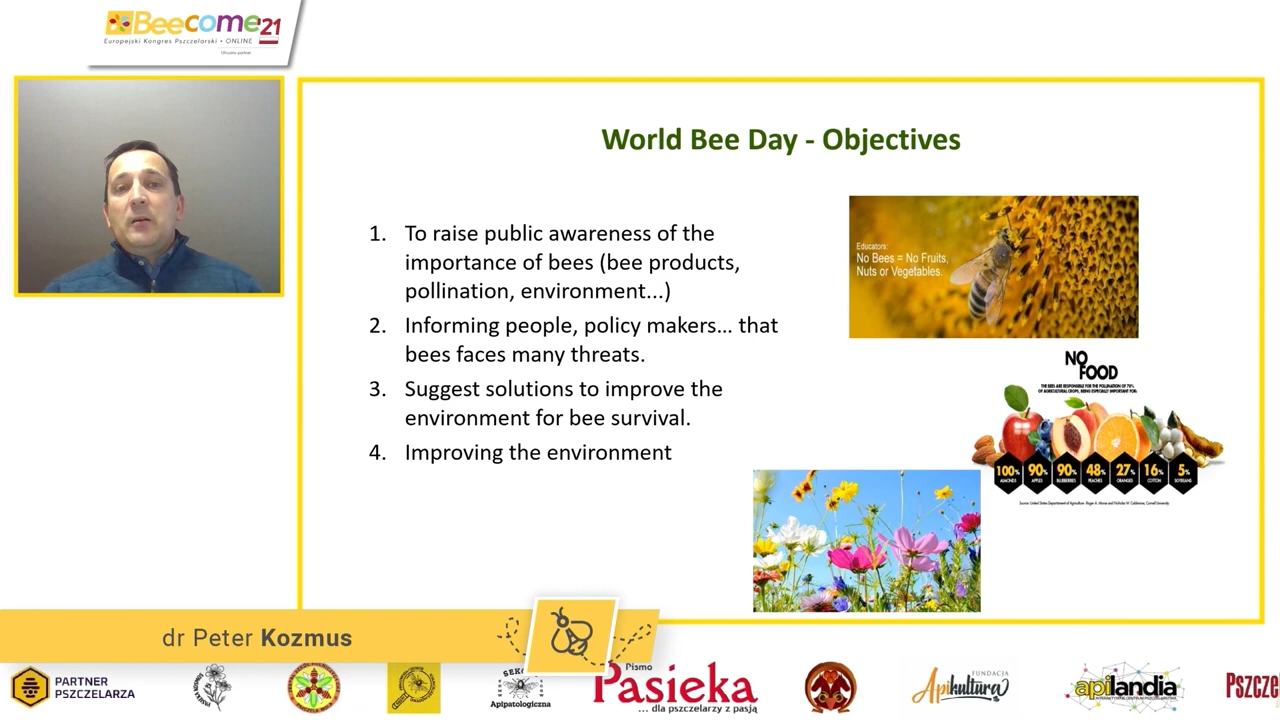 Beecome'21
Europejski Kongres Pszczelarski • ONLINE
World Bee Day - Objectives
1. To raise public awareness of the
importance of bees (bee products,
pollination, environment...)
2. Informing people, policy makers... that
bees faces many threats.
3. Suggest solutions to improve the
environment for bee survival.
4. Improving the environment
Educators:
No Bees = No Fruits,
Nuts or Vegetables.
NO
FOOD
THE BEES ARE RESPONSIBLE FOR THE POLLINATION OF 70%
OF AGRICULTURAL CROPS, BEING ESPECIALLY IMPORTANT FOR:
100% 90% 90% 48% 27% 16% 5%
ALMONDS APPLES BLUEBERRIES PEACHES ORANGES COTTON SOYBEANS
dr Peter Kozmus
PARTNER
PSZCZELARZA
Apipatologiczna
Pismo
Pasieka
... dla pszczelarzy z pasją
FUNDACJA
Apikultura
apilandia
Pszcze